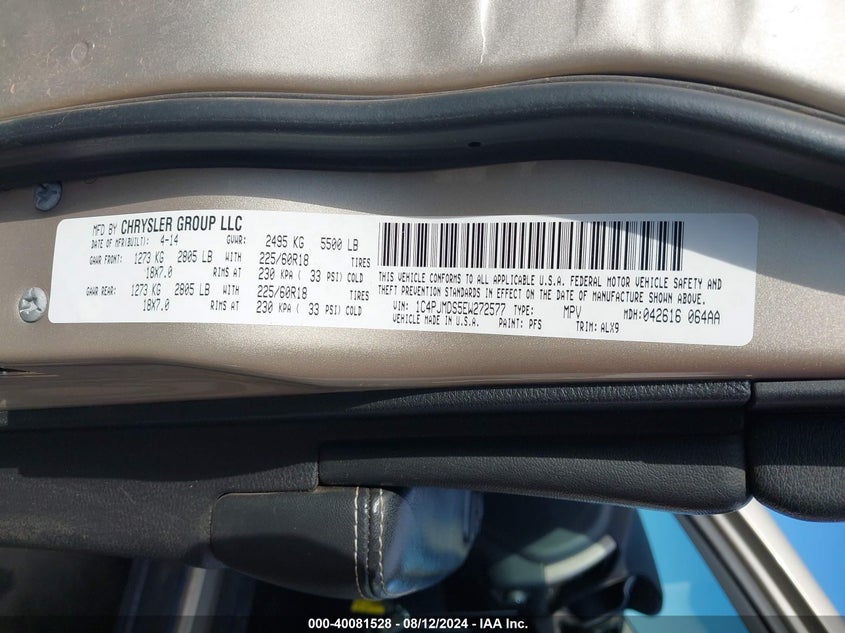 MFD BY CHRYSLER GROUP LLC
DATE OF MFR(BUILT): 4-14 GVWR: 2495 KG 5500 LB
GAWR FRONT: 1273 KG 2805 LB WITH 225/60R18 TIRES
18X7.0 RIMS AT 230 KPA ( 33 PSI) COLD
GAWR REAR: 1273 KG 2805 LB WITH 225/60R18 TIRES
18X7.0 RIMS AT 230 KPA ( 33 PSI) COLD
THIS VEHICLE CONFORMS TO ALL APPLICABLE U.S.A. FEDERAL MOTOR VEHICLE SAFETY AND
THEFT PREVENTION STANDARDS IN EFFECT ON THE DATE OF MANUFACTURE SHOWN ABOVE.
VIN: 1C4PJMDS5EW272577 TYPE: MPV MDH:042616 064AA
VEHICLE MADE IN U.S.A. PAINT: PFS TRIM: ALX9
000-40081528 - 08/12/2024 - IAA Inc.